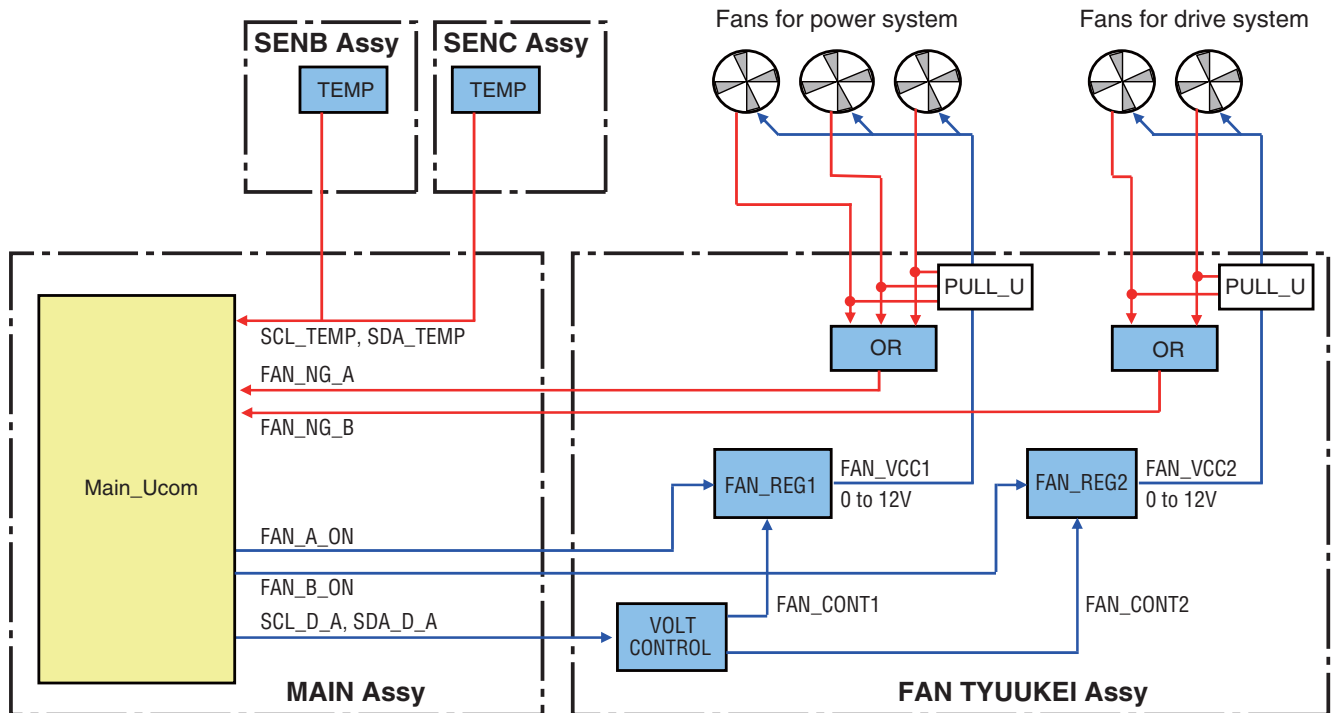 Fans for power system
Fans for drive system
SENB Assy
SENC Assy
TEMP
TEMP
PULL_U
PULL_U
SCL_TEMP, SDA_TEMP
OR
OR
FAN_NG_A
FAN_NG_B
Main_Ucom
FAN_REG1
FAN_VCC1
0 to 12V
FAN_REG2
FAN_VCC2
0 to 12V
FAN_A_ON
FAN_B_ON
FAN_CONT1
FAN_CONT2
SCL_D_A, SDA_D_A
VOLT
CONTROL
MAIN Assy
FAN TYUUKEI Assy